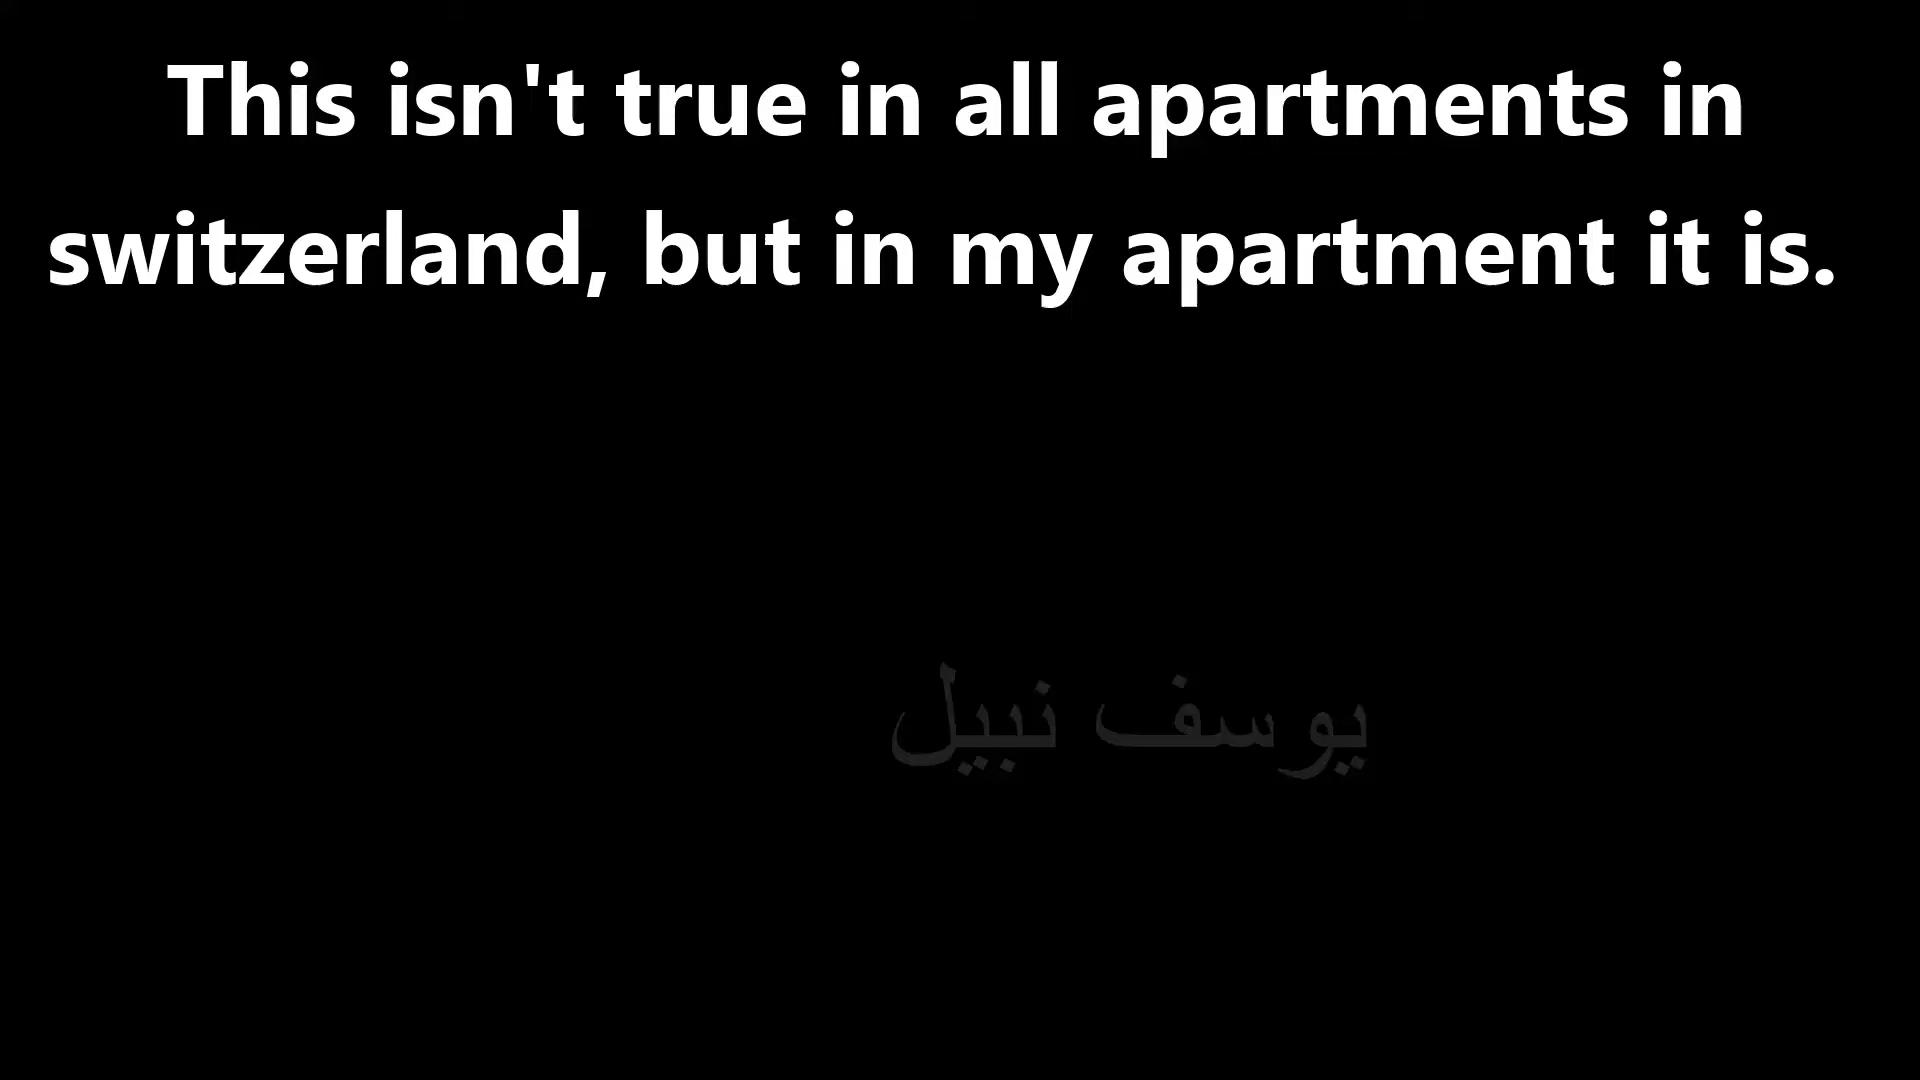 This isn't true in all apartments in
switzerland, but in my apartment it is.
يوسف نبيل